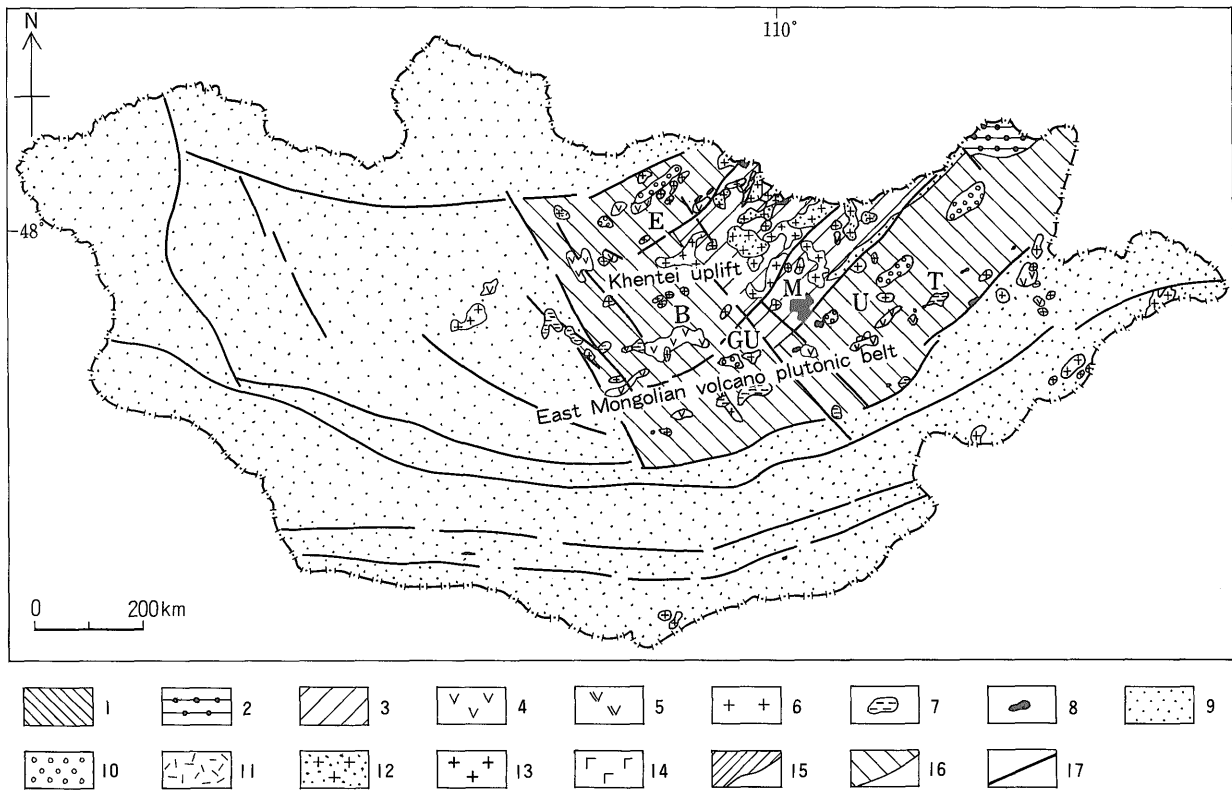 N
110°
48°
E
Khentei uplift
M
T
U
B
GU
East Mongolian volcano plutonic belt
0 200km
1 2 3 4 5 6 7 8 9
10 11 12 13 14 15 16 17